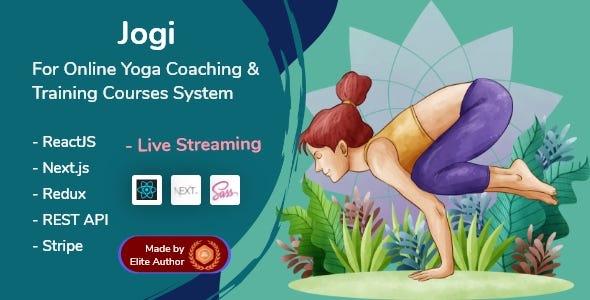 Jogi
For Online Yoga Coaching &
Training Courses System
- ReactJS
- Next.js
- Redux
- REST API
- Stripe
- Live Streaming
NEXT.
Sass
Made by
Elite Author